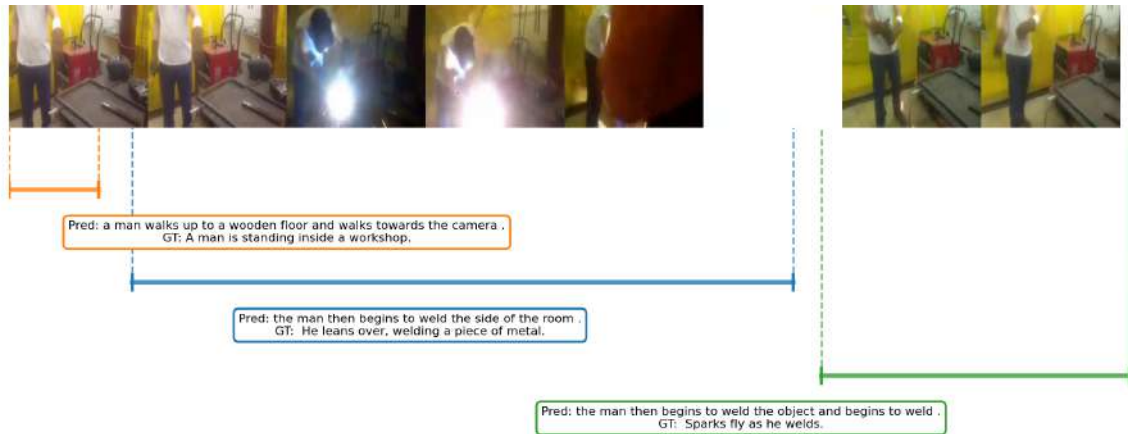 Pred: a man walks up to a wooden floor and walks towards the camera .
GT: A man is standing inside a workshop.
Pred: the man then begins to weld the side of the room .
GT: He leans over, welding a piece of metal.
Pred: the man then begins to weld the object and begins to weld .
GT: Sparks fly as he welds.